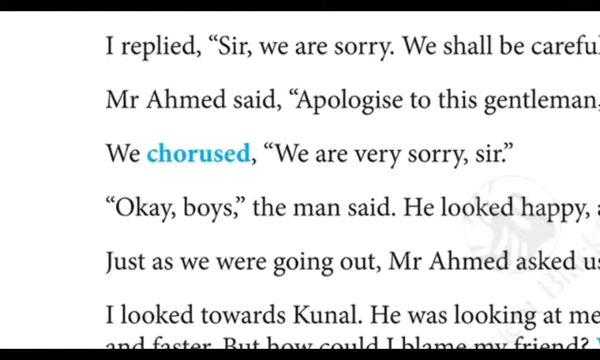 I replied, “Sir, we are sorry. We shall be careful
Mr Ahmed said, “Apologise to this gentleman,
We chorused, “We are very sorry, sir.”
“Okay, boys,” the man said. He looked happy,
Just as we were going out, Mr Ahmed asked us
I looked towards Kunal. He was looking at me
and faster. But how could I blame my friend?